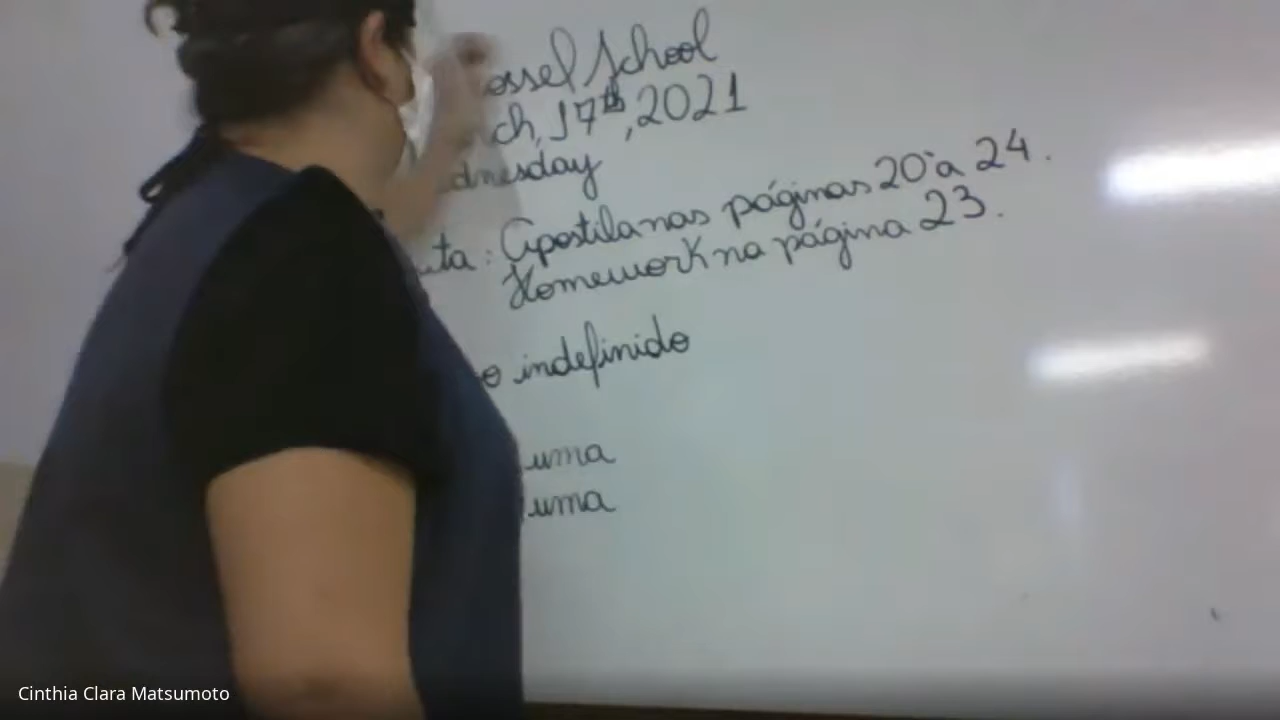 ossel School
ch, 17th, 2021
dnesday
uta: Apostila nas páginas 20 a 24.
Homework na página 23.
o indefinido
uma
uma
Cinthia Clara Matsumoto